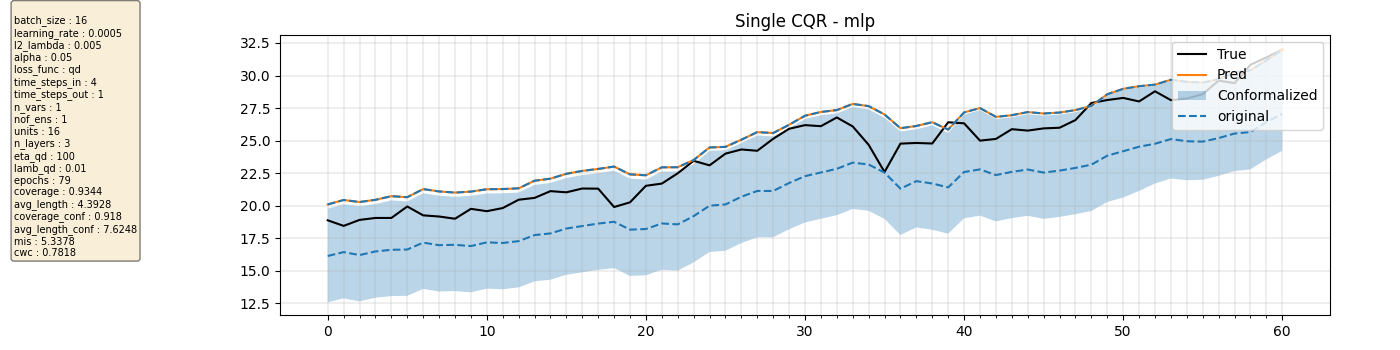 batch_size : 16
learning_rate : 0.0005
l2_lambda : 0.005
alpha : 0.05
loss_func : qd
time_steps_in : 4
time_steps_out : 1
n_vars : 1
nof_ens : 1
units : 16
n_layers : 3
eta_qd : 100
lamb_qd : 0.01
epochs : 79
coverage : 0.9344
avg_length : 4.3928
coverage_conf : 0.918
avg_length_conf : 7.6248
mis : 5.3378
cwc : 0.7818
Single CQR - mlp
32.5
30.0
27.5
25.0
22.5
20.0
17.5
15.0
12.5
0 10 20 30 40 50 60
True
Pred
Conformalized
original